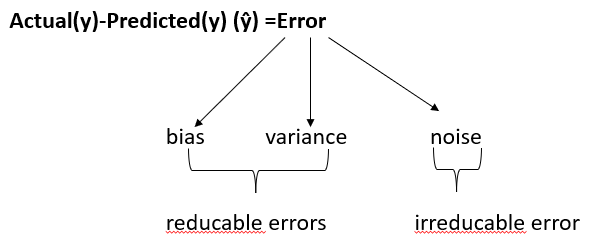 Actual(y)-Predicted(y) (ŷ) =Error
bias variance noise
reducable errors irreducable error